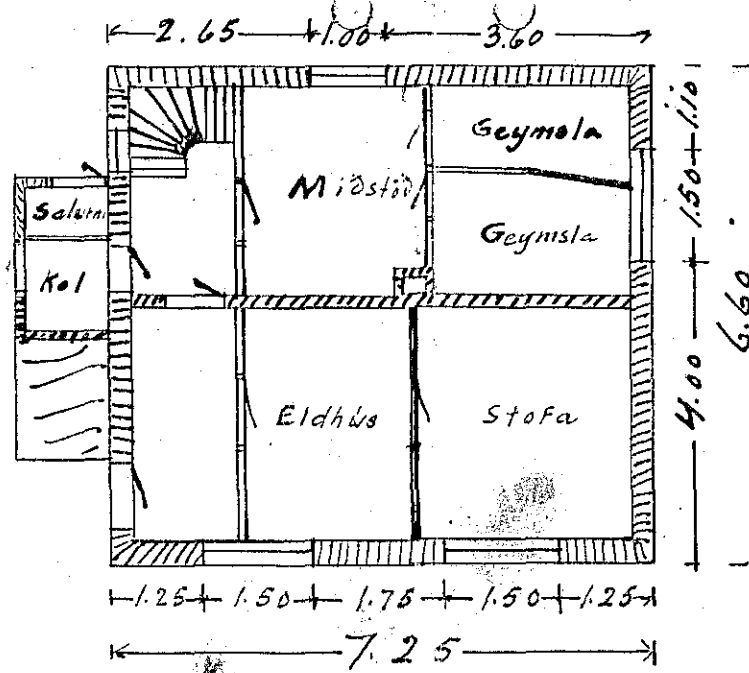 2.65 1.00 3.60
Geymsla
Miðstöð
Geymsla
Salerni
Kol
1.10
1.50
6.60
4.00
Eldhús
Stofa
1.25 1.50 1.75 1.50 1.25
7.25